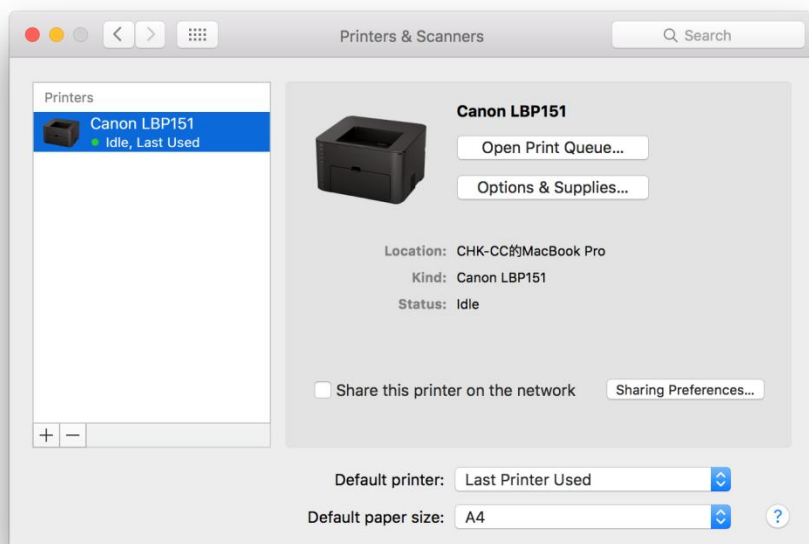 Printers & Scanners
Search
Printers
Canon LBP151
Idle, Last Used
Canon LBP151
Open Print Queue...
Options & Supplies...
Location: CHK-CC的MacBook Pro
Kind: Canon LBP151
Status: Idle
Share this printer on the network
Sharing Preferences...
Default printer: Last Printer Used
Default paper size: A4
?